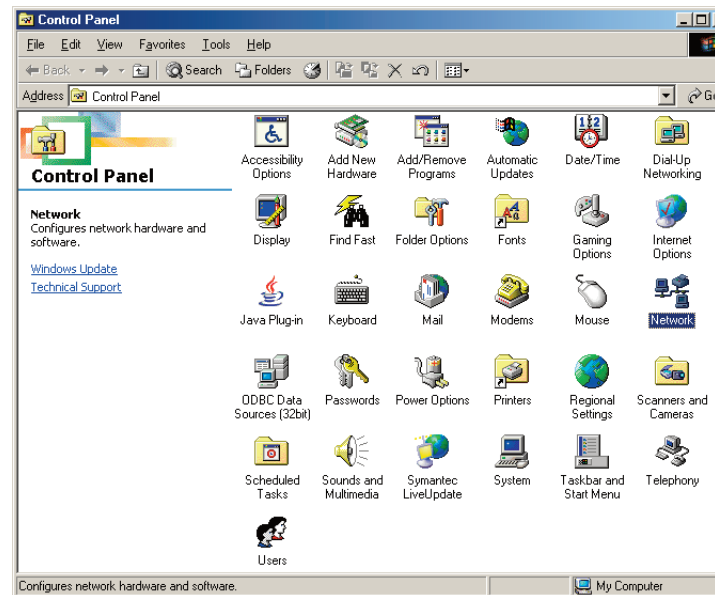 Control Panel
File Edit View Favorites Tools Help
Back Search Folders
Address Control Panel
Control Panel
Network
Configures network hardware and
software.
Windows Update
Technical Support
Accessibility
Options
Add New
Hardware
Add/Remove
Programs
Automatic
Updates
Date/Time
Dial-Up
Networking
Display
Find Fast
Folder Options
Fonts
Gaming
Options
Internet
Options
Java Plug-in
Keyboard
Mail
Modems
Mouse
Network
ODBC Data
Sources (32bit)
Passwords
Power Options
Printers
Regional
Settings
Scanners and
Cameras
Scheduled
Tasks
Sounds and
Multimedia
Symantec
LiveUpdate
System
Taskbar and
Start Menu
Telephony
Users
Configures network hardware and software.
My Computer